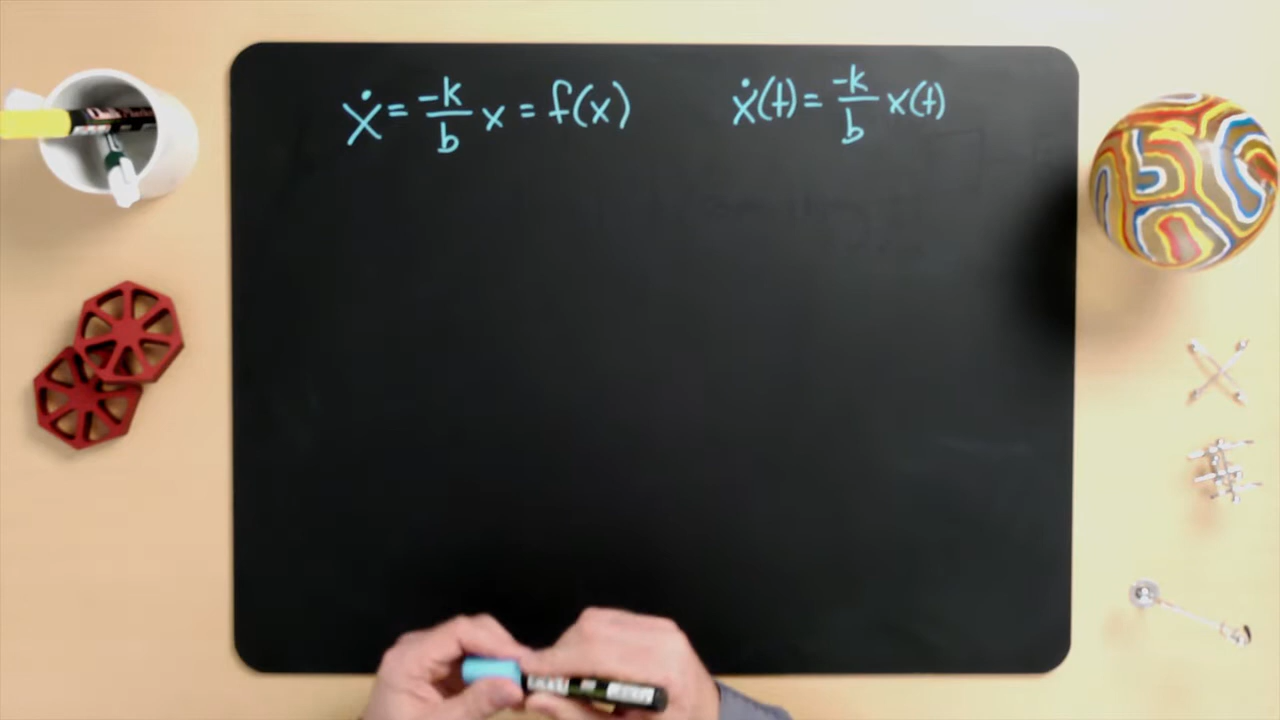 ẋ = -k/b x = f(x)
ẋ(t) = -k/b x(t)